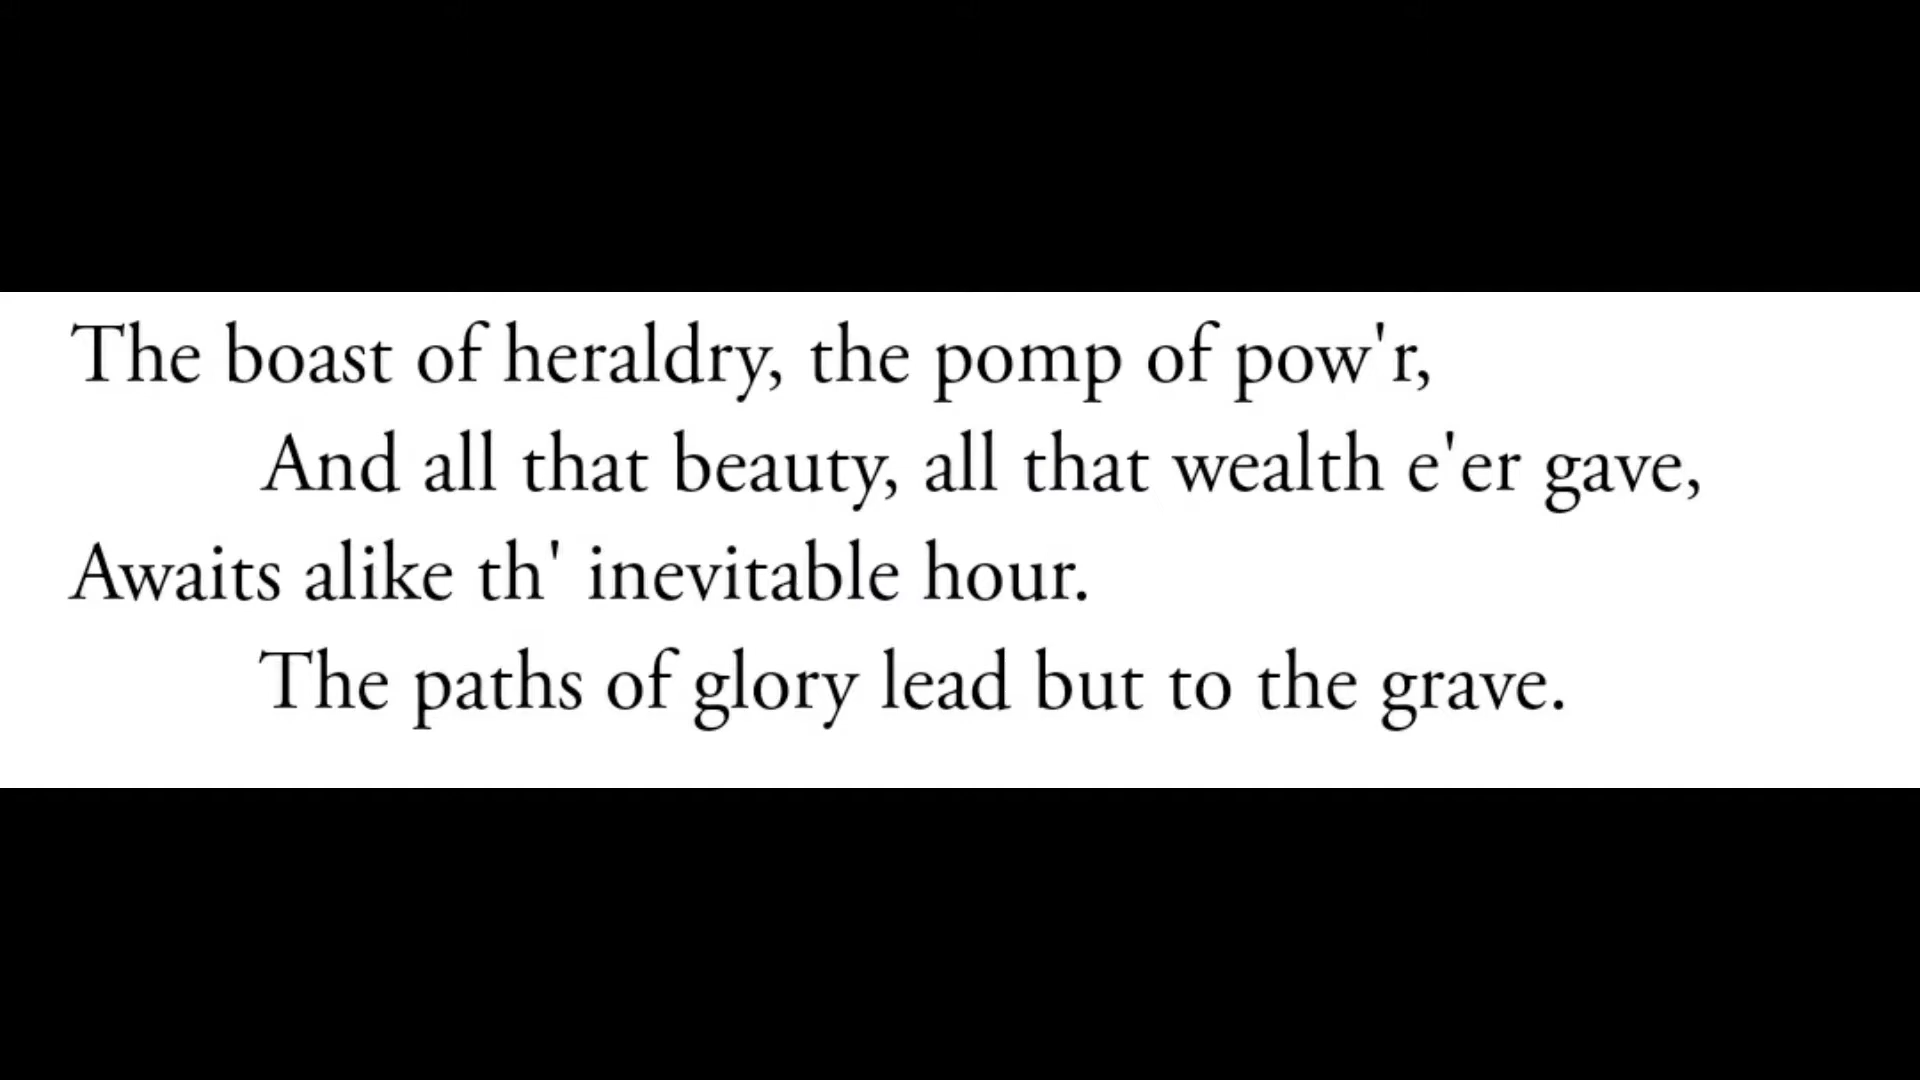 The boast of heraldry, the pomp of pow'r,
And all that beauty, all that wealth e'er gave,
Awaits alike th' inevitable hour.
The paths of glory lead but to the grave.